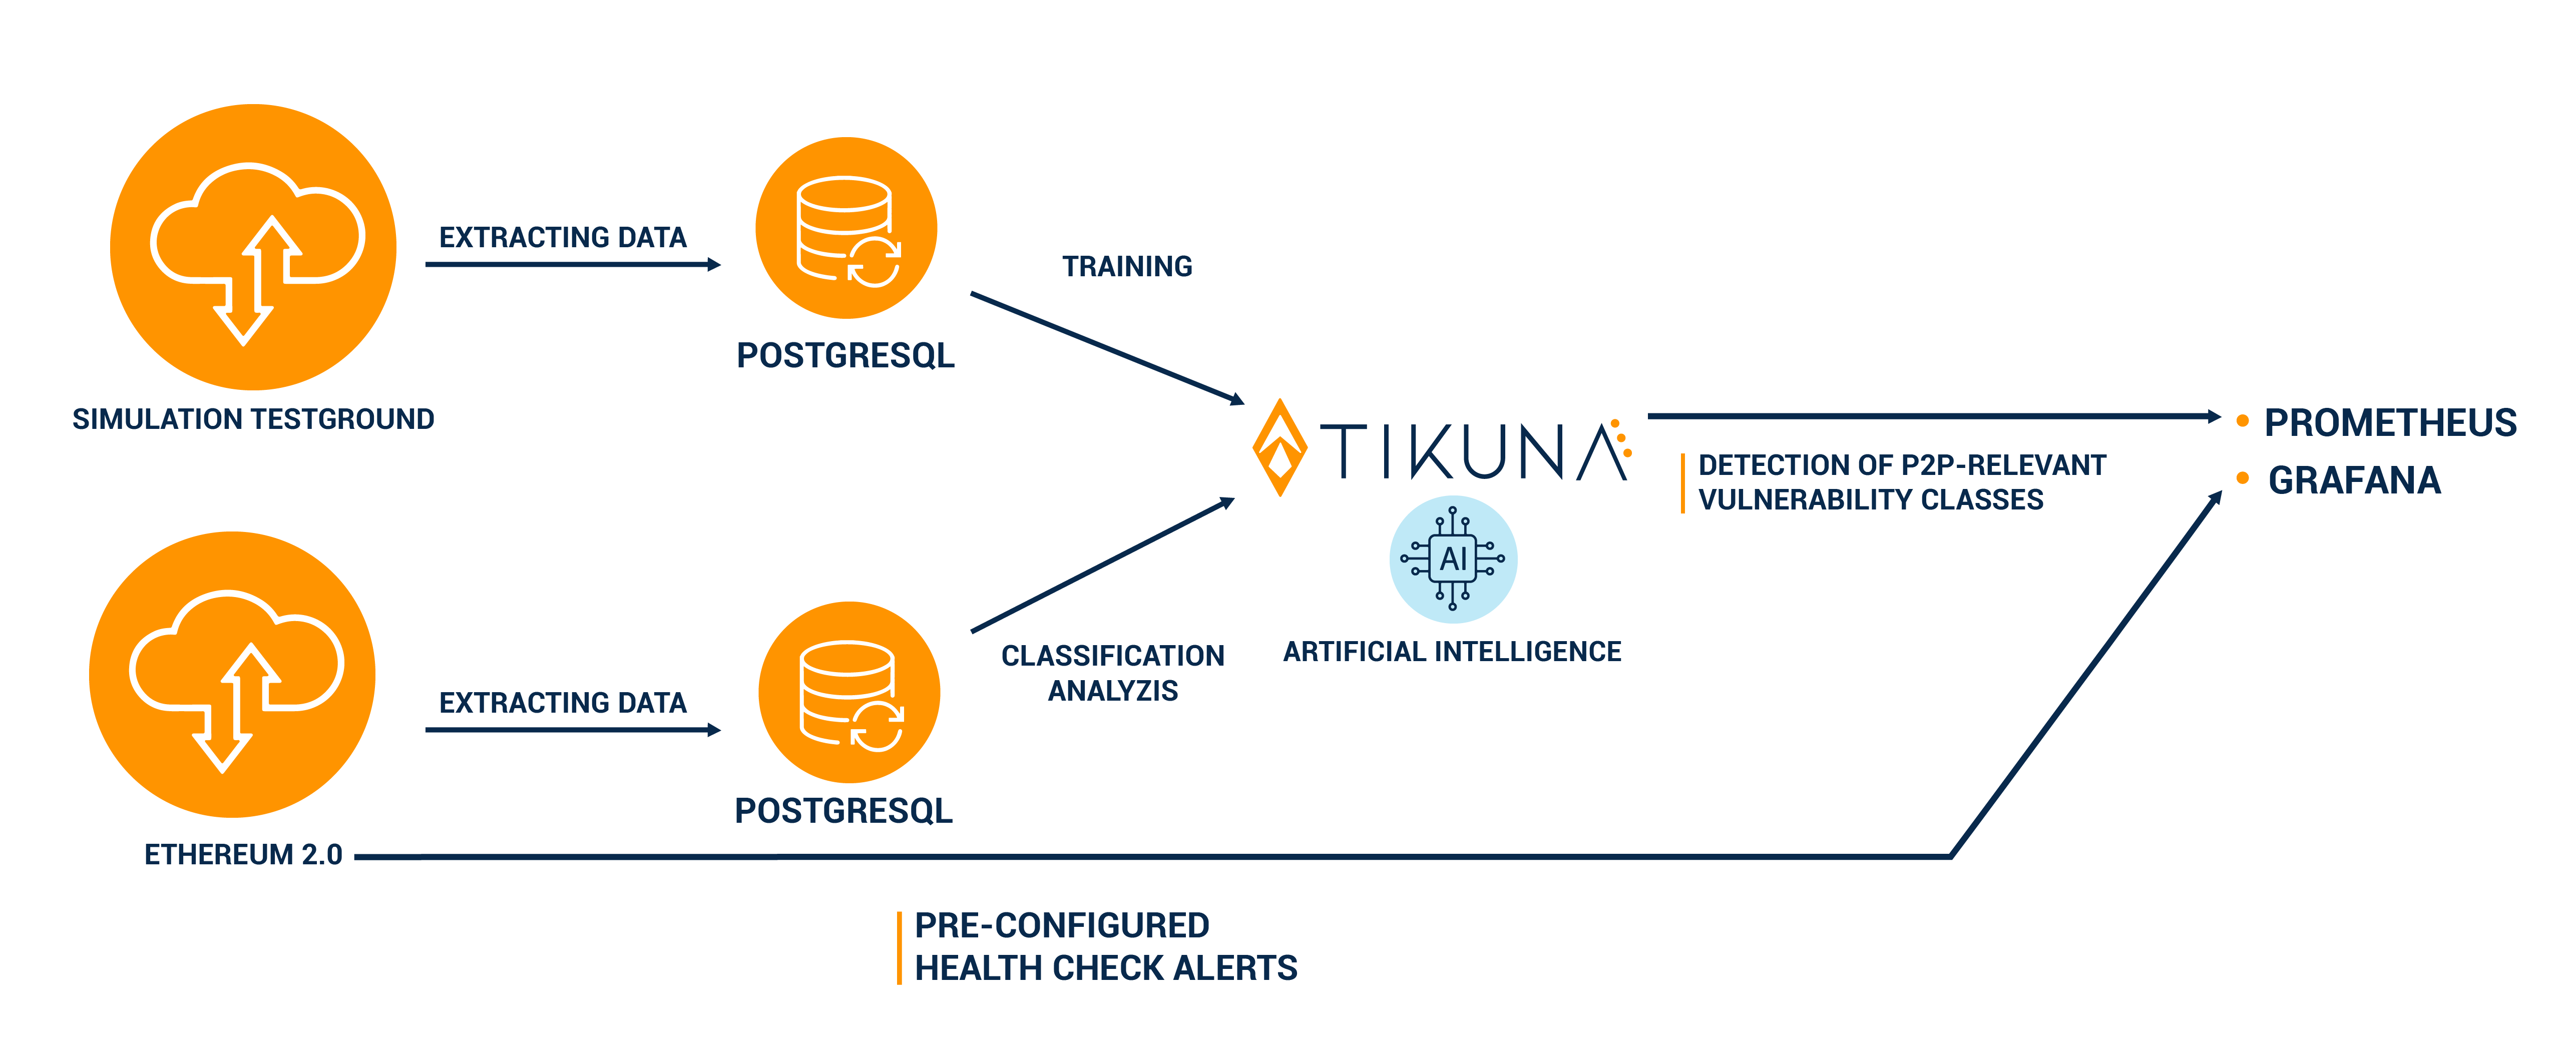 EXTRACTING DATA
POSTGRESQL
SIMULATION TESTGROUND
TRAINING
TIKUNA
AI
ARTIFICIAL INTELLIGENCE
DETECTION OF P2P-RELEVANT
VULNERABILITY CLASSES
PROMETHEUS
GRAFANA
EXTRACTING DATA
POSTGRESQL
CLASSIFICATION
ANALYZIS
ETHEREUM 2.0
PRE-CONFIGURED
HEALTH CHECK ALERTS